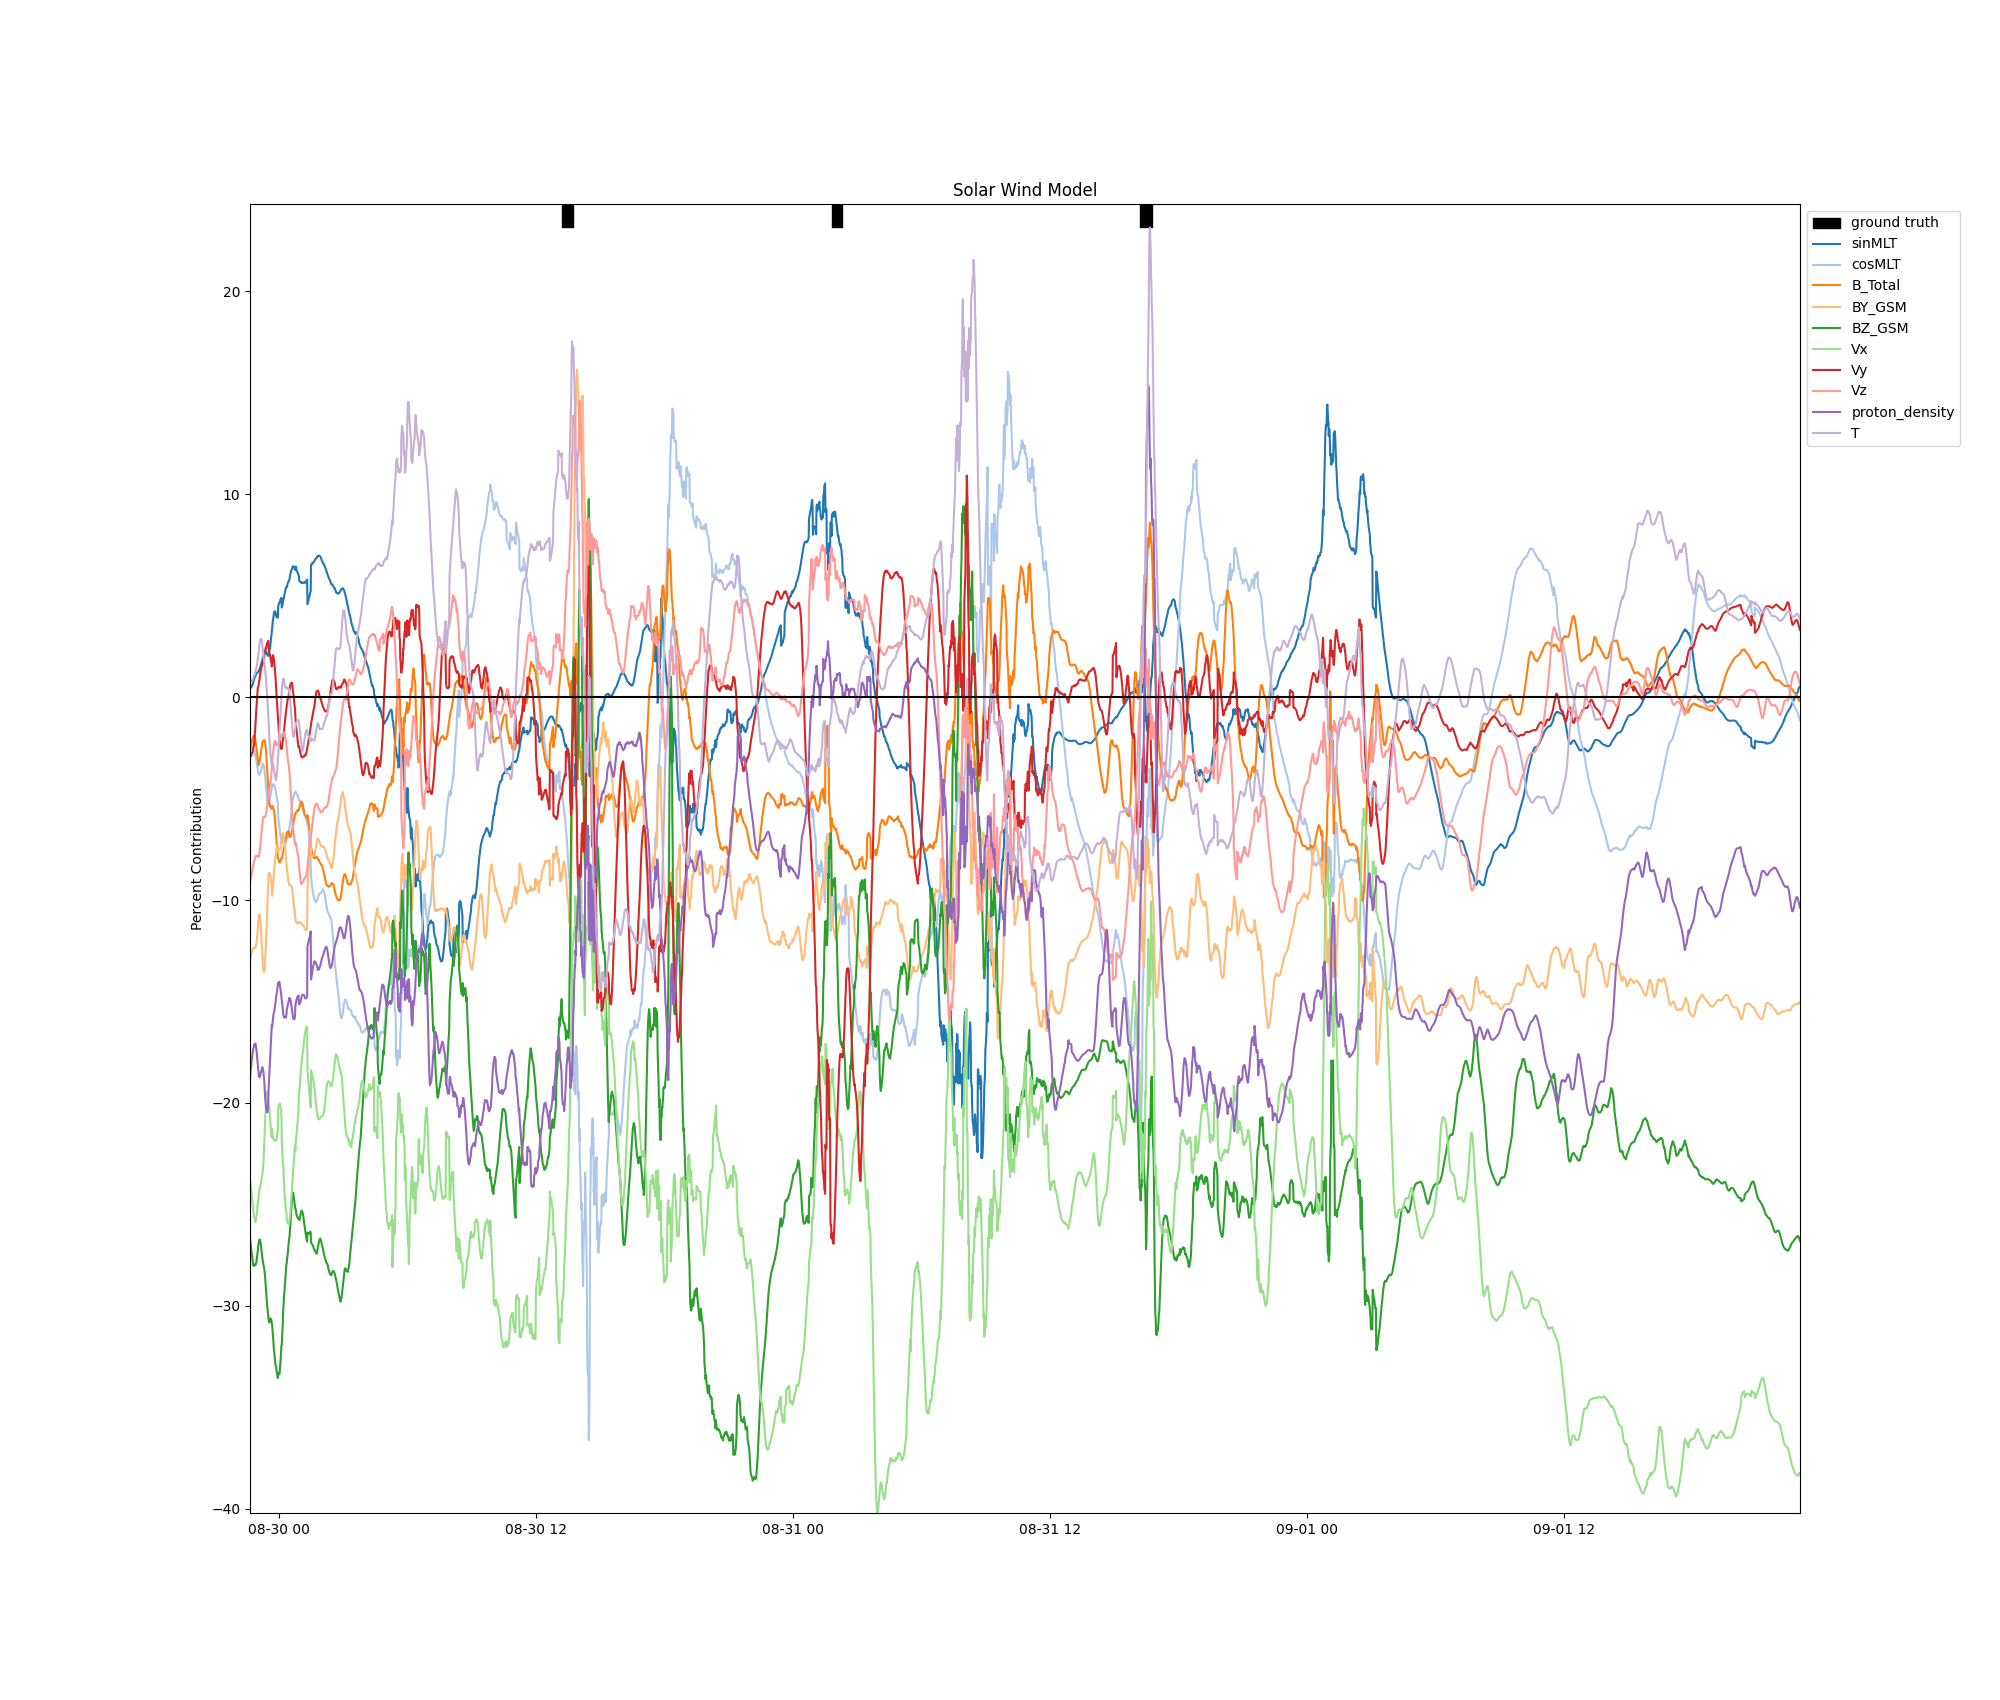 Solar Wind Model
ground truth
sinMLT
cosMLT
B_Total
BY_GSM
BZ_GSM
Vx
Vy
Vz
proton_density
T
Percent Contribution
20
10
0
−10
−20
−30
−40
08-30 00
08-30 12
08-31 00
08-31 12
09-01 00
09-01 12